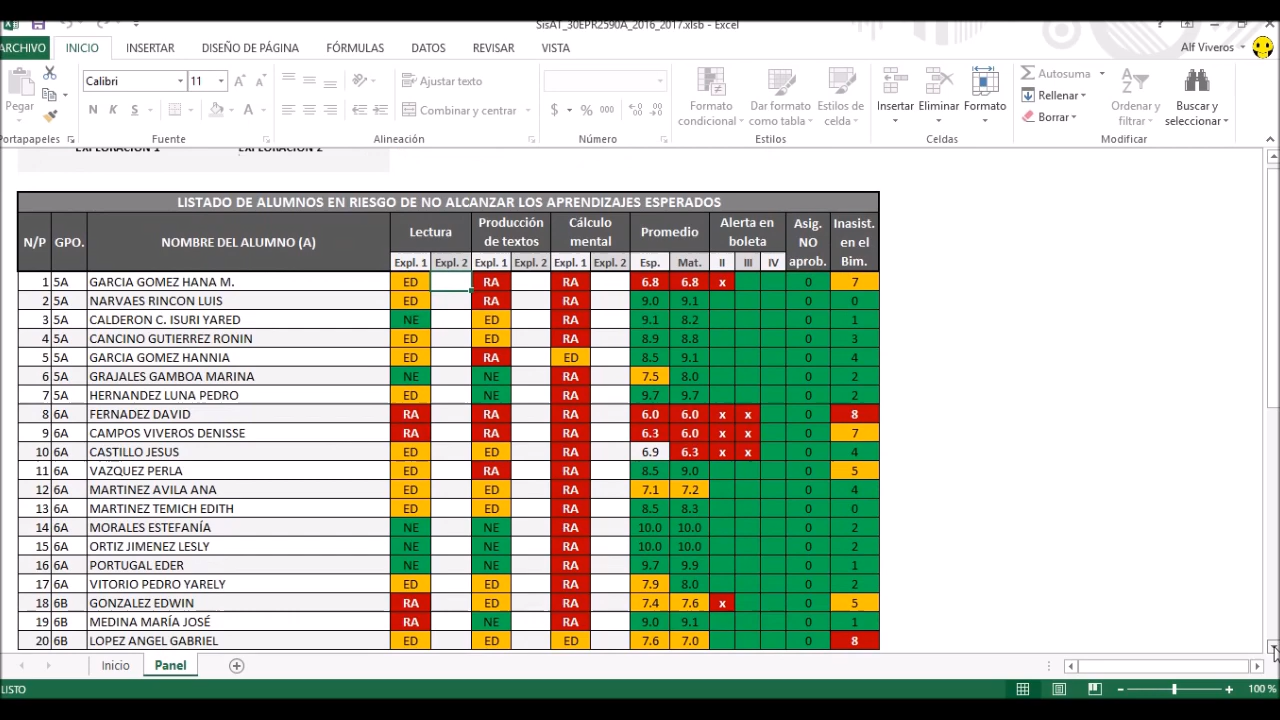 SisAT_30EPR2590A_2016_2017.xlsb - Excel
ARCHIVO INICIO INSERTAR DISEÑO DE PÁGINA FÓRMULAS DATOS REVISAR VISTA Alf Viveros
Pegar
Portapapeles
Calibri 11
N K S
Fuente
Ajustar texto
Combinar y centrar
Alineación
$ % 000
Número
Formato condicional
Dar formato como tabla
Estilos de celda
Estilos
Insertar Eliminar Formato
Celdas
Autosuma
Rellenar
Borrar
Ordenar y filtrar
Buscar y seleccionar
Modificar
EXPLORACIÓN 1 EXPLORACIÓN 2
LISTADO DE ALUMNOS EN RIESGO DE NO ALCANZAR LOS APRENDIZAJES ESPERADOS
N/P GPO. NOMBRE DEL ALUMNO (A) Lectura Producción de textos Cálculo mental Promedio Alerta en boleta Asig. NO aprob. Inasist. en el Bim.
Expl. 1 Expl. 2 Expl. 1 Expl. 2 Expl. 1 Expl. 2 Esp. Mat. II III IV
1 5A GARCIA GOMEZ HANA M. ED RA RA 6.8 6.8 x 0 7
2 5A NARVAES RINCON LUIS ED RA RA 9.0 9.1 0 0
3 5A CALDERON C. ISURI YARED NE ED RA 9.1 8.2 0 1
4 5A CANCINO GUTIERREZ RONIN ED ED RA 8.9 8.8 0 3
5 5A GARCIA GOMEZ HANNIA ED RA ED 8.5 9.1 0 4
6 5A GRAJALES GAMBOA MARINA NE NE RA 7.5 8.0 0 2
7 5A HERNANDEZ LUNA PEDRO ED NE RA 9.7 9.7 0 2
8 6A FERNADEZ DAVID RA RA RA 6.0 6.0 x x 0 8
9 6A CAMPOS VIVEROS DENISSE RA RA RA 6.3 6.0 x x 0 7
10 6A CASTILLO JESUS ED ED RA 6.9 6.3 x x 0 4
11 6A VAZQUEZ PERLA ED RA RA 8.5 9.0 0 5
12 6A MARTINEZ AVILA ANA ED ED RA 7.1 7.2 0 4
13 6A MARTINEZ TEMICH EDITH ED ED RA 8.5 8.3 0 0
14 6A MORALES ESTEFANÍA NE NE RA 10.0 10.0 0 2
15 6A ORTIZ JIMENEZ LESLY NE NE RA 10.0 10.0 0 2
16 6A PORTUGAL EDER NE NE RA 9.7 9.9 0 1
17 6A VITORIO PEDRO YARELY ED ED RA 7.9 8.0 0 2
18 6B GONZALEZ EDWIN RA ED RA 7.4 7.6 x 0 5
19 6B MEDINA MARÍA JOSÉ RA NE RA 9.0 9.1 0 1
20 6B LOPEZ ANGEL GABRIEL ED ED ED 7.6 7.0 0 8
Inicio Panel
LISTO 100 %